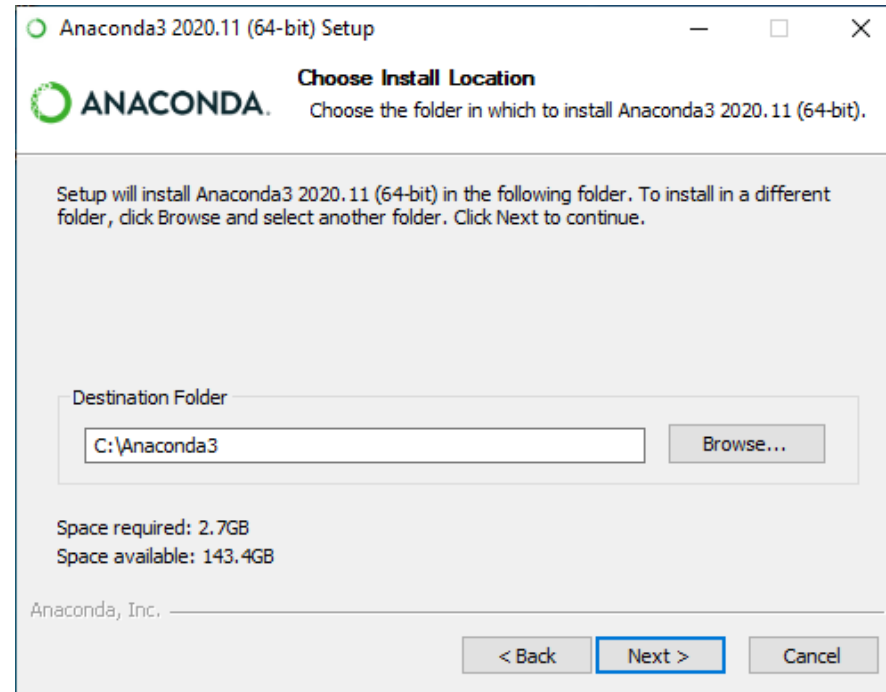 Anaconda3 2020.11 (64-bit) Setup
ANACONDA.
Choose Install Location
Choose the folder in which to install Anaconda3 2020.11 (64-bit).
Setup will install Anaconda3 2020.11 (64-bit) in the following folder. To install in a different
folder, click Browse and select another folder. Click Next to continue.
Destination Folder
C:\Anaconda3
Browse...
Space required: 2.7GB
Space available: 143.4GB
Anaconda, Inc.
< Back
Next >
Cancel